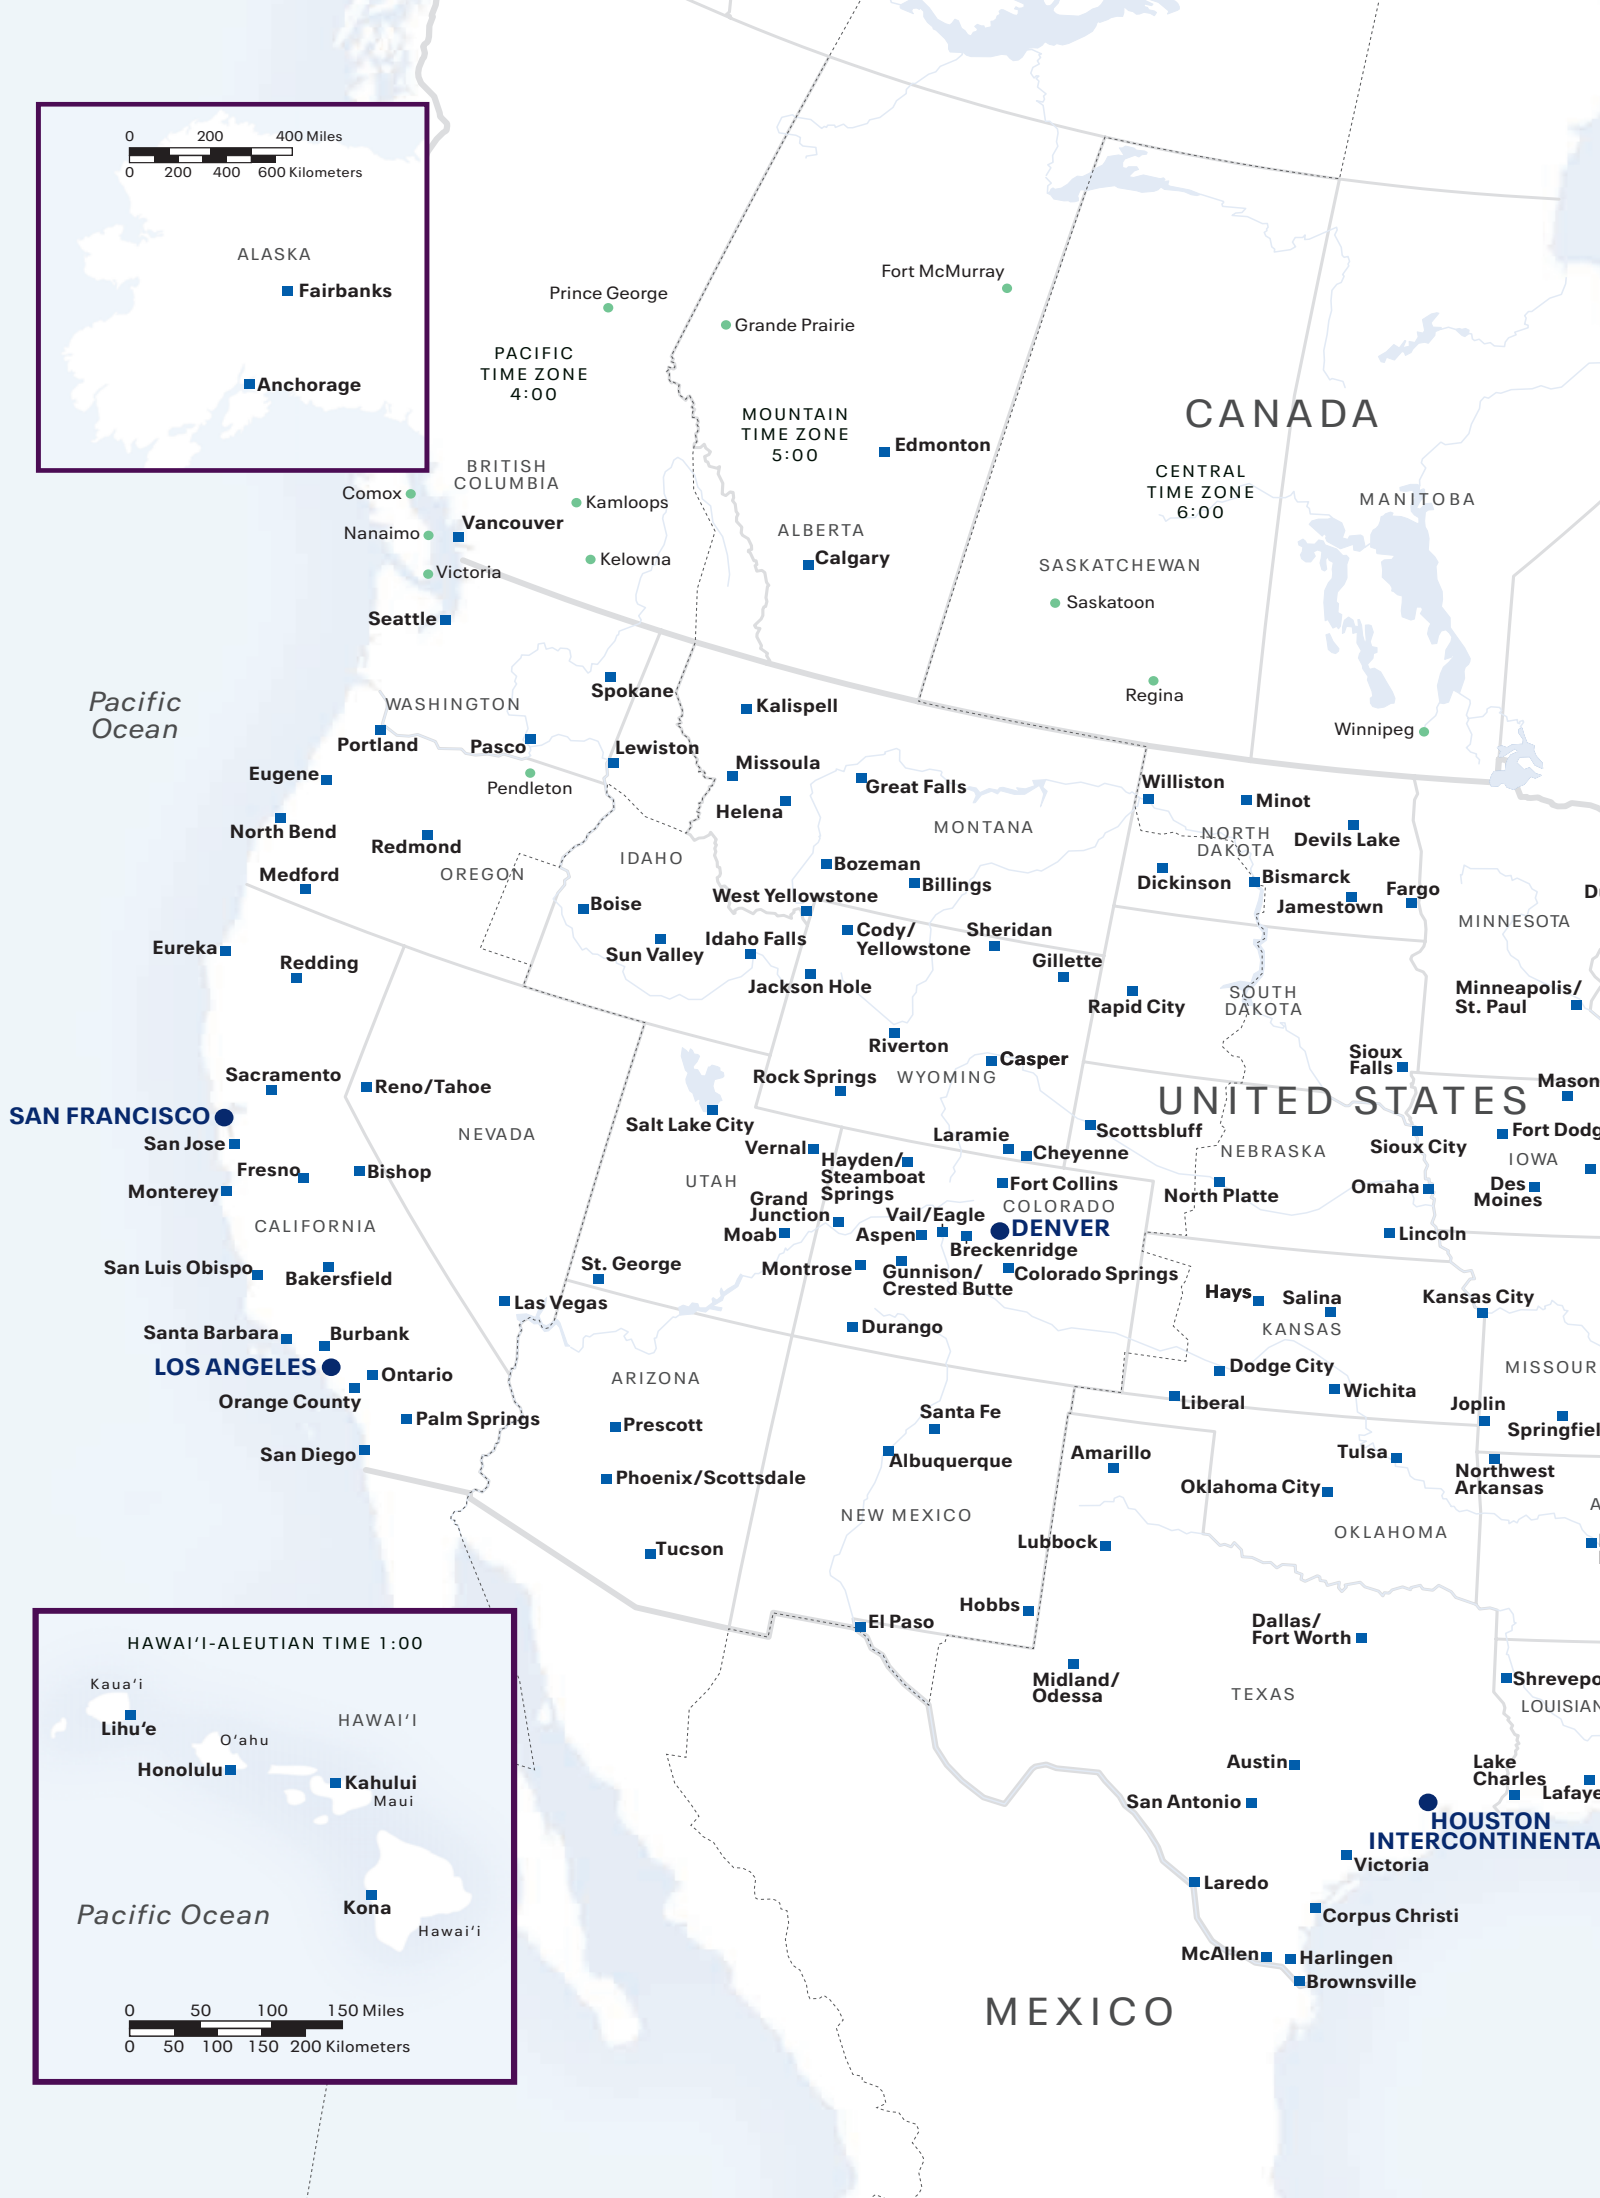 0 200 400 Miles
0 200 400 600 Kilometers
ALASKA
Fairbanks
Anchorage
Prince George
Fort McMurray
Grande Prairie
PACIFIC
TIME ZONE
4:00
MOUNTAIN
TIME ZONE
5:00
CANADA
Edmonton
BRITISH
COLUMBIA
CENTRAL
TIME ZONE
6:00
MANITOBA
Comox
Kamloops
Vancouver
Nanaimo
ALBERTA
Calgary
Kelowna
Victoria
SASKATCHEWAN
Saskatoon
Seattle
Pacific
Ocean
Spokane
Regina
WASHINGTON
Kalispell
Winnipeg
Portland
Pasco
Lewiston
Missoula
Eugene
Pendleton
Great Falls
Williston
Minot
Helena
North Bend
MONTANA
NORTH
DAKOTA
Devils Lake
Redmond
IDAHO
Medford
OREGON
Bozeman
Billings
Dickinson
Bismarck
Fargo
Jamestown
Du
West Yellowstone
Boise
MINNESOTA
Eureka
Redding
Sun Valley
Idaho Falls
Cody/
Yellowstone
Sheridan
Gillette
Jackson Hole
Rapid City
SOUTH
DAKOTA
Minneapolis/
St. Paul
Riverton
Casper
Sioux
Falls
Sacramento
Reno/Tahoe
Rock Springs
WYOMING
Mason
UNITED STATES
SAN FRANCISCO
Salt Lake City
Laramie
Scottsbluff
Sioux City
Fort Dodg
San Jose
NEVADA
Vernal
Cheyenne
NEBRASKA
IOWA
Fresno
Bishop
Hayden/
Steamboat
Springs
Monterey
UTAH
Fort Collins
North Platte
Omaha
Des
Moines
Grand
Junction
COLORADO
CALIFORNIA
Moab
Vail/Eagle
Aspen
DENVER
Lincoln
Breckenridge
San Luis Obispo
Bakersfield
St. George
Montrose
Gunnison/
Crested Butte
Colorado Springs
Las Vegas
Hays
Salina
Kansas City
Santa Barbara
Burbank
Durango
KANSAS
LOS ANGELES
Ontario
ARIZONA
Dodge City
MISSOUR
Orange County
Wichita
Liberal
Joplin
Palm Springs
Prescott
Santa Fe
Springfiel
San Diego
Albuquerque
Amarillo
Tulsa
Northwest
Arkansas
Phoenix/Scottsdale
Oklahoma City
A
NEW MEXICO
OKLAHOMA
Tucson
Lubbock
Hobbs
El Paso
Dallas/
Fort Worth
HAWAI‘I-ALEUTIAN TIME 1:00
Midland/
Odessa
Shrevepo
Kaua‘i
TEXAS
LOUISIAN
Lihu‘e
HAWAI‘I
O‘ahu
Honolulu
Kahului
Maui
Austin
Lake
Charles
Lafaye
San Antonio
HOUSTON
INTERCONTINENTA
Victoria
Laredo
Kona
Pacific Ocean
Hawai‘i
Corpus Christi
McAllen
Harlingen
Brownsville
0 50 100 150 Miles
0 50 100 150 200 Kilometers
MEXICO